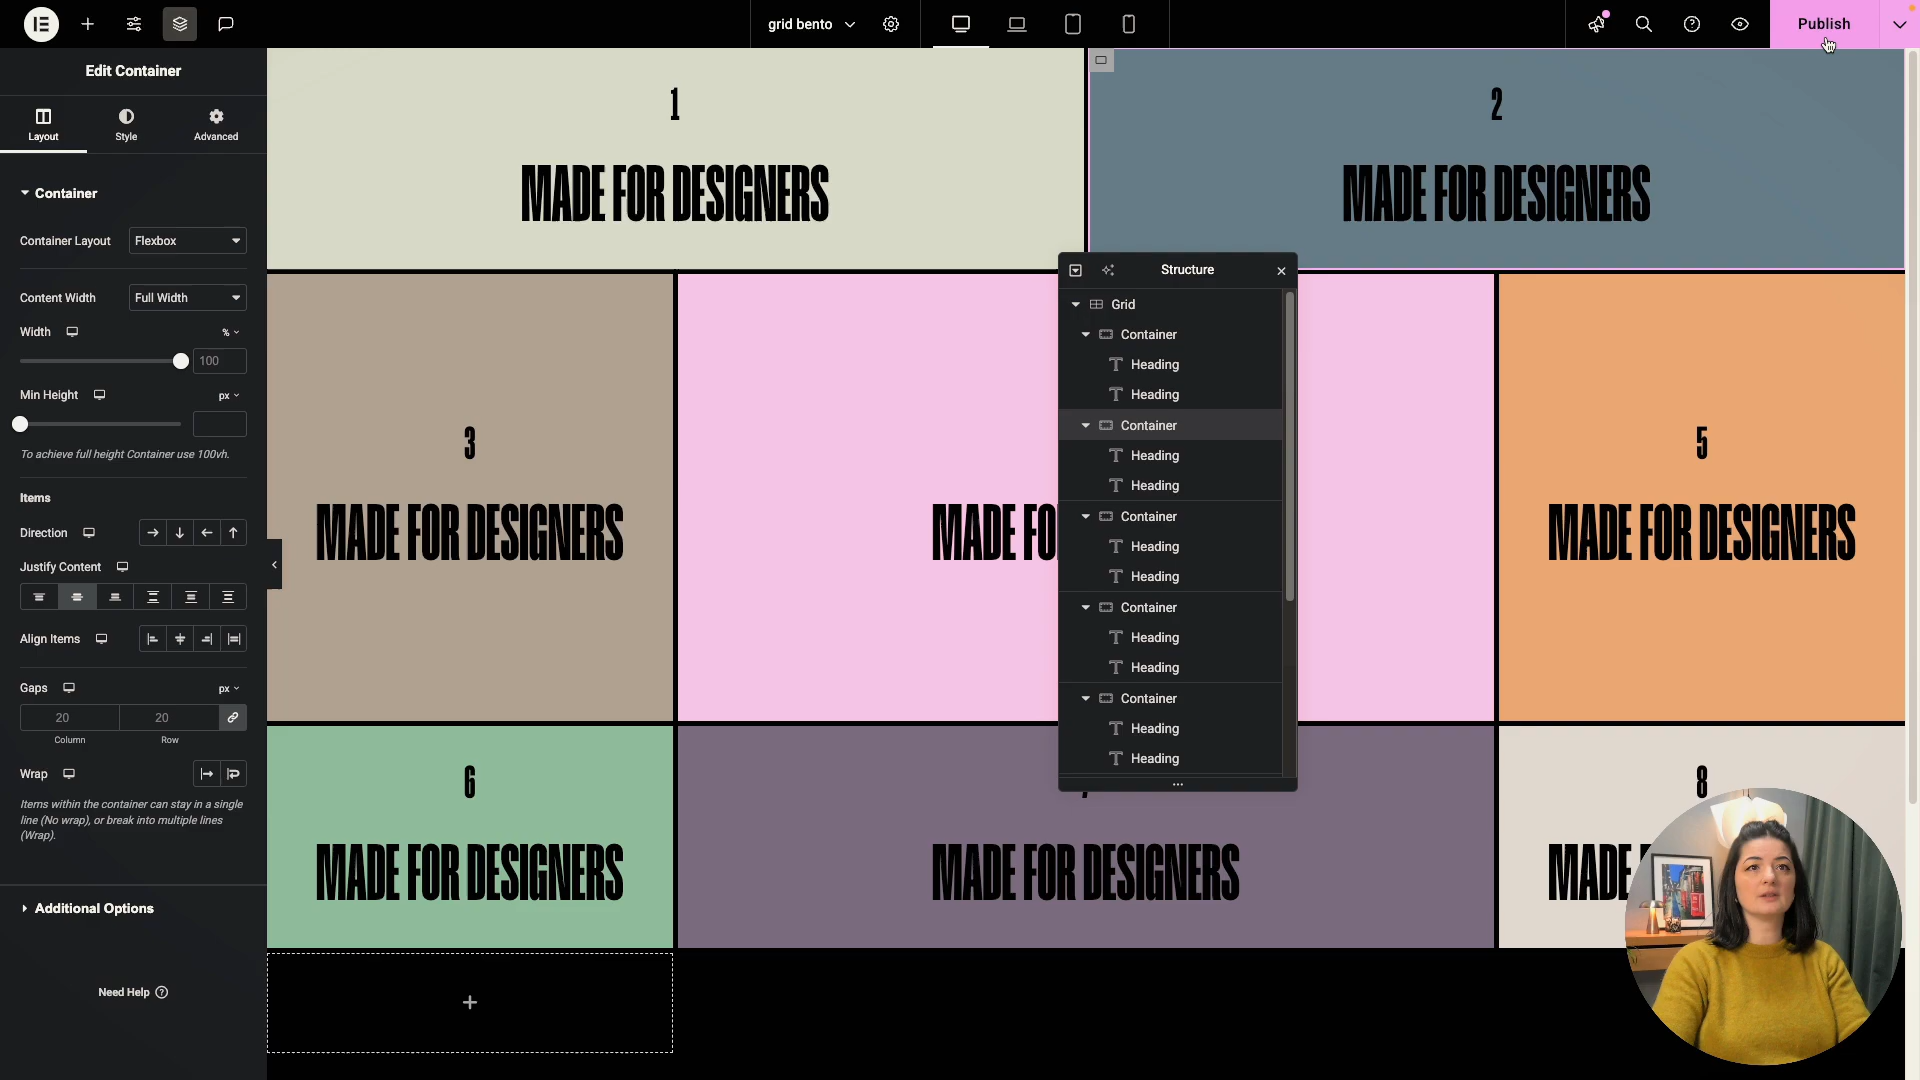 grid bento
Publish
Edit Container
Layout
Style
Advanced
Container
Container Layout
Flexbox
Content Width
Full Width
Width
%
100
Min Height
px
To achieve full height Container use 100vh.
Items
Direction
Justify Content
Align Items
Gaps
px
20
20
Column
Row
Wrap
Items within the container can stay in a single
line (No wrap), or break into multiple lines
(Wrap).
Additional Options
Need Help
1
MADE FOR DESIGNERS
2
MADE FOR DESIGNERS
3
MADE FOR DESIGNERS
MADE FO
5
MADE FOR DESIGNERS
6
MADE FOR DESIGNERS
MADE FOR DESIGNERS
8
MADE
Structure
Grid
Container
Heading
Heading
Container
Heading
Heading
Container
Heading
Heading
Container
Heading
Heading
Container
Heading
Heading